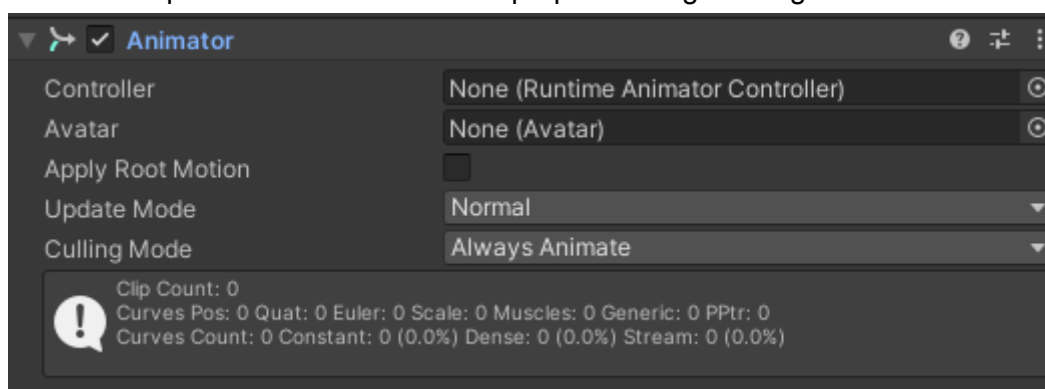 Animator
Controller None (Runtime Animator Controller)
Avatar None (Avatar)
Apply Root Motion
Update Mode Normal
Culling Mode Always Animate
Clip Count: 0
Curves Pos: 0 Quat: 0 Euler: 0 Scale: 0 Muscles: 0 Generic: 0 PPtr: 0
Curves Count: 0 Constant: 0 (0.0%) Dense: 0 (0.0%) Stream: 0 (0.0%)